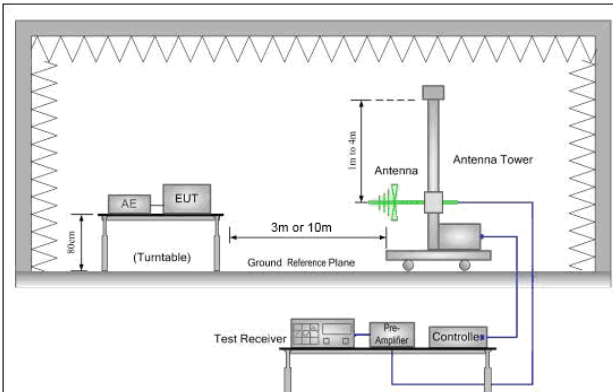 1m to 4m
Antenna
Antenna Tower
AE
EUT
80cm
(Turntable)
3m or 10m
Ground Reference Plane
Test Receiver
Pre-
Amplifier
Controller